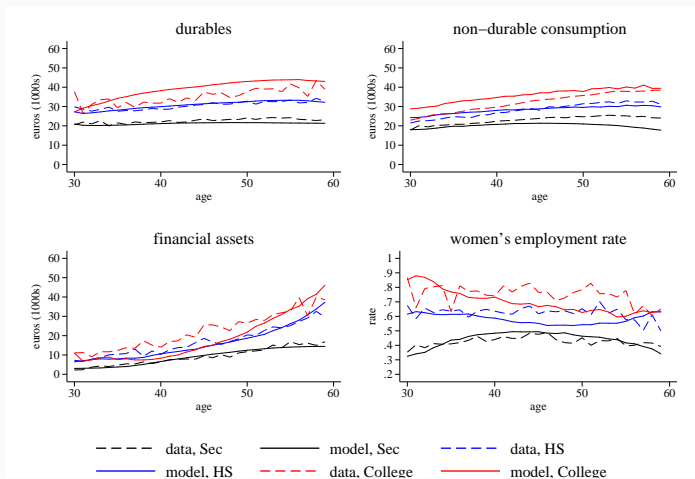 durables
60
50
40
30
20
10
0
euros (1000s)
30 40 50 60
age
non−durable consumption
60
50
40
30
20
10
0
euros (1000s)
30 40 50 60
age
financial assets
60
50
40
30
20
10
0
euros (1000s)
30 40 50 60
age
women's employment rate
1
.9
.8
.7
.6
.5
.4
.3
.2
rate
30 40 50 60
age
data, Sec model, Sec data, HS
model, HS data, College model, College